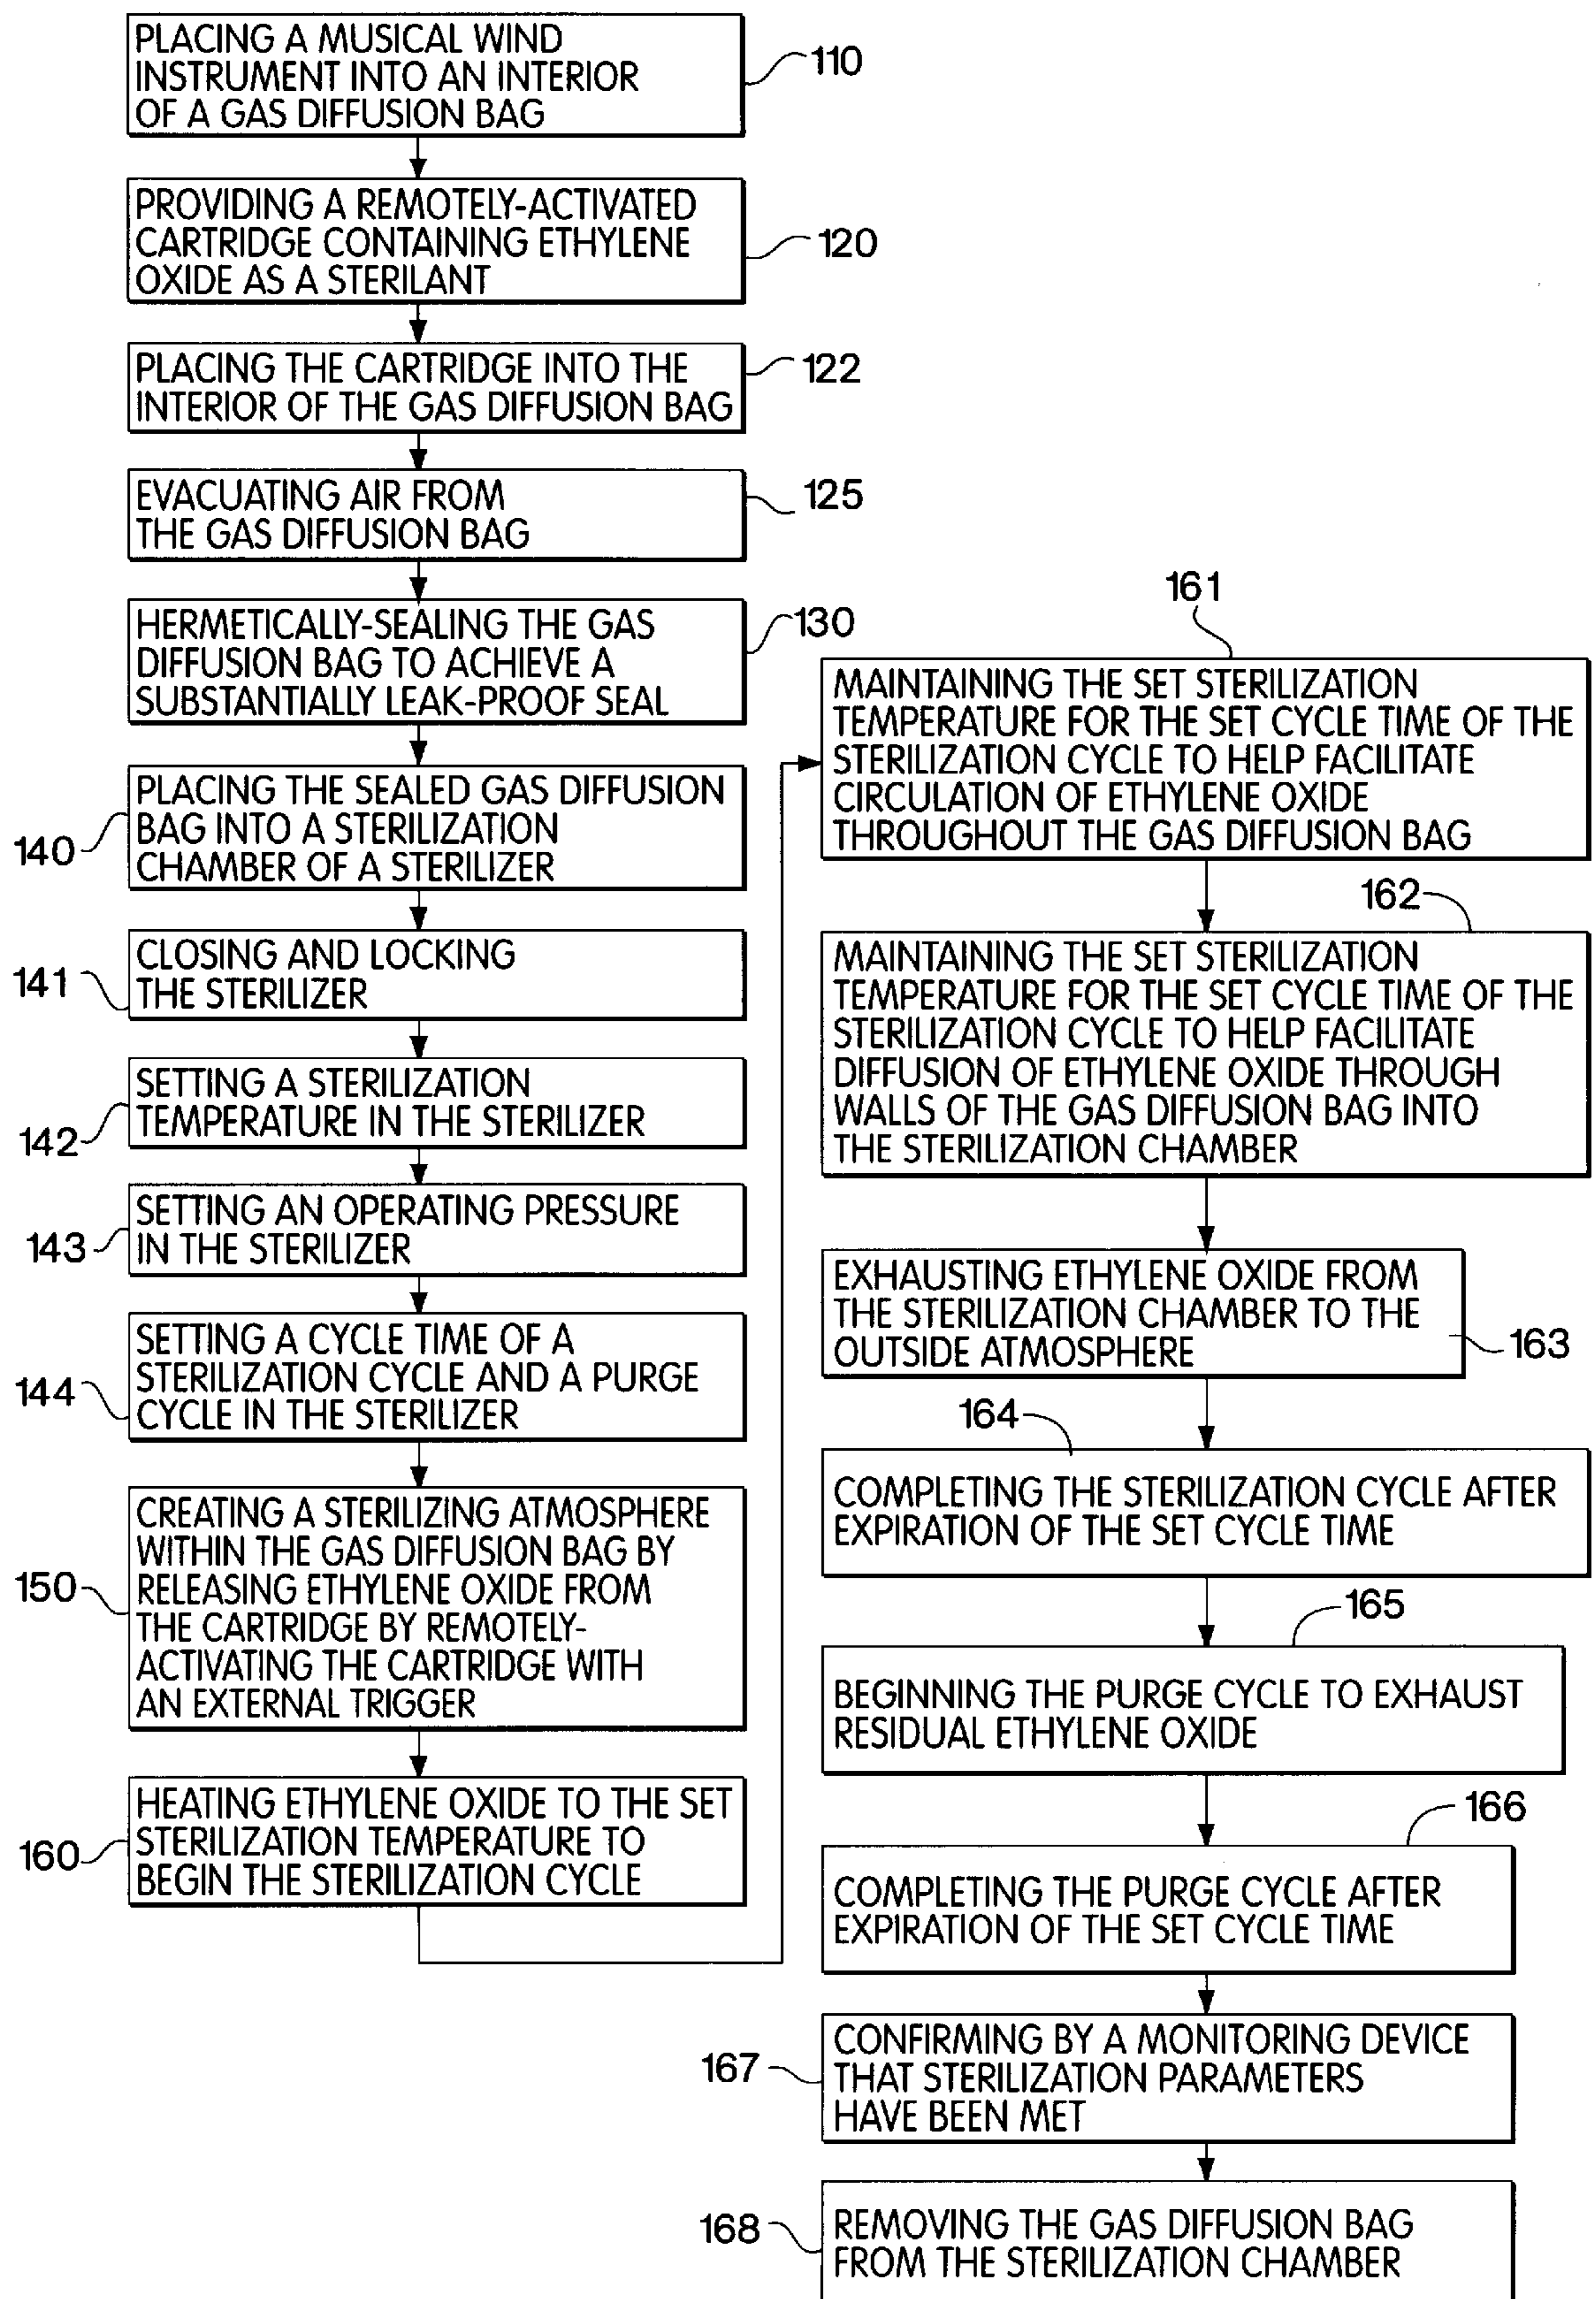 PLACING A MUSICAL WIND
INSTRUMENT INTO AN INTERIOR
OF A GAS DIFFUSION BAG
110
PROVIDING A REMOTELY-ACTIVATED
CARTRIDGE CONTAINING ETHYLENE
OXIDE AS A STERILANT
120
PLACING THE CARTRIDGE INTO THE
INTERIOR OF THE GAS DIFFUSION BAG
122
EVACUATING AIR FROM
THE GAS DIFFUSION BAG
125
HERMETICALLY-SEALING THE GAS
DIFFUSION BAG TO ACHIEVE A
SUBSTANTIALLY LEAK-PROOF SEAL
130
PLACING THE SEALED GAS DIFFUSION
BAG INTO A STERILIZATION
CHAMBER OF A STERILIZER
140
CLOSING AND LOCKING
THE STERILIZER
141
SETTING A STERILIZATION
TEMPERATURE IN THE STERILIZER
142
SETTING AN OPERATING PRESSURE
IN THE STERILIZER
143
SETTING A CYCLE TIME OF A
STERILIZATION CYCLE AND A PURGE
CYCLE IN THE STERILIZER
144
CREATING A STERILIZING ATMOSPHERE
WITHIN THE GAS DIFFUSION BAG BY
RELEASING ETHYLENE OXIDE FROM
THE CARTRIDGE BY REMOTELY-
ACTIVATING THE CARTRIDGE WITH
AN EXTERNAL TRIGGER
150
HEATING ETHYLENE OXIDE TO THE SET
STERILIZATION TEMPERATURE TO
BEGIN THE STERILIZATION CYCLE
160
161
MAINTAINING THE SET STERILIZATION
TEMPERATURE FOR THE SET CYCLE TIME OF THE
STERILIZATION CYCLE TO HELP FACILITATE
CIRCULATION OF ETHYLENE OXIDE
THROUGHOUT THE GAS DIFFUSION BAG
162
MAINTAINING THE SET STERILIZATION
TEMPERATURE FOR THE SET CYCLE TIME OF THE
STERILIZATION CYCLE TO HELP FACILITATE
DIFFUSION OF ETHYLENE OXIDE THROUGH
WALLS OF THE GAS DIFFUSION BAG INTO
THE STERILIZATION CHAMBER
EXHAUSTING ETHYLENE OXIDE FROM
THE STERILIZATION CHAMBER TO THE
OUTSIDE ATMOSPHERE
163
164
COMPLETING THE STERILIZATION CYCLE AFTER
EXPIRATION OF THE SET CYCLE TIME
165
BEGINNING THE PURGE CYCLE TO EXHAUST
RESIDUAL ETHYLENE OXIDE
166
COMPLETING THE PURGE CYCLE AFTER
EXPIRATION OF THE SET CYCLE TIME
CONFIRMING BY A MONITORING DEVICE
THAT STERILIZATION PARAMETERS
HAVE BEEN MET
167
REMOVING THE GAS DIFFUSION BAG
FROM THE STERILIZATION CHAMBER
168